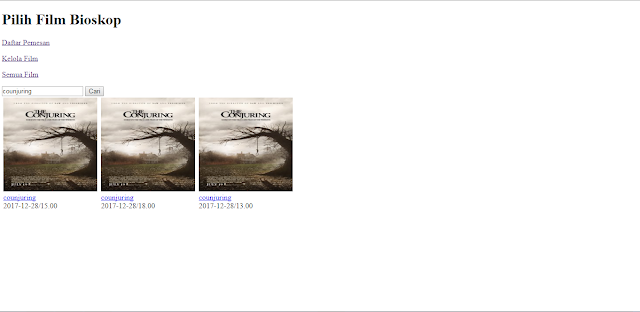 Pilih Film Bioskop
Daftar Pemesan
Kelola Film
Semua Film
counjuring Cari
THE CONJURING
THE CONJURING
THE CONJURING
counjuring counjuring counjuring
2017-12-28/15.00 2017-12-28/18.00 2017-12-28/13.00